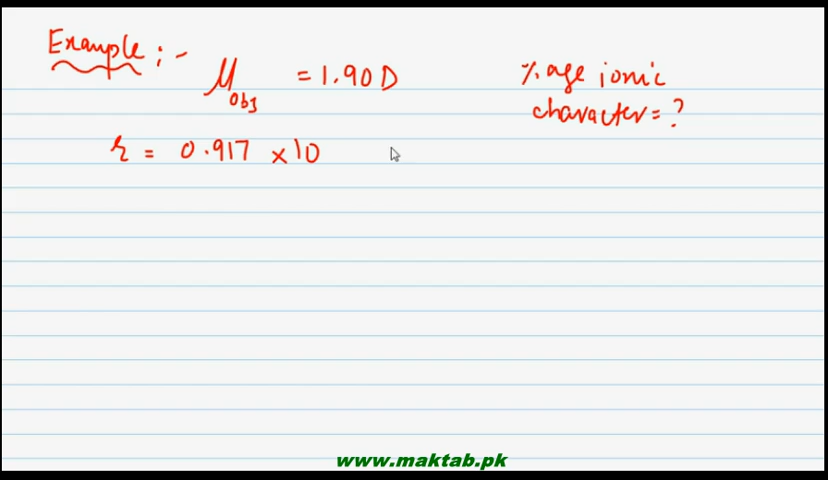 Example :-
μobs = 1.90 D
%age ionic
character = ?
r = 0.917 × 10
www.maktab.pk